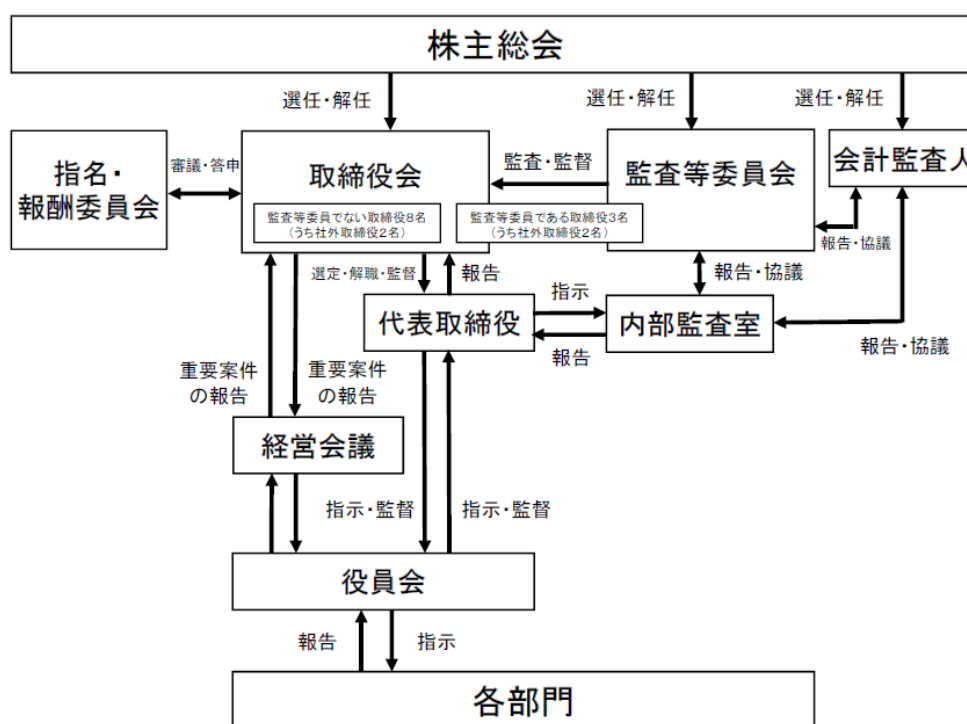 株主総会
選任・解任
選任・解任
選任・解任
指名・
報酬委員会
審議・答申
取締役会
監査・監督
監査等委員会
会計監査人
監査等委員でない取締役8名
(うち社外取締役2名)
監査等委員である取締役3名
(うち社外取締役2名)
報告・協議
選定・解職・監督
報告
報告・協議
指示
代表取締役
内部監査室
報告
報告・協議
重要案件
の報告
重要案件
の報告
経営会議
指示・監督
指示・監督
役員会
報告
指示
各部門